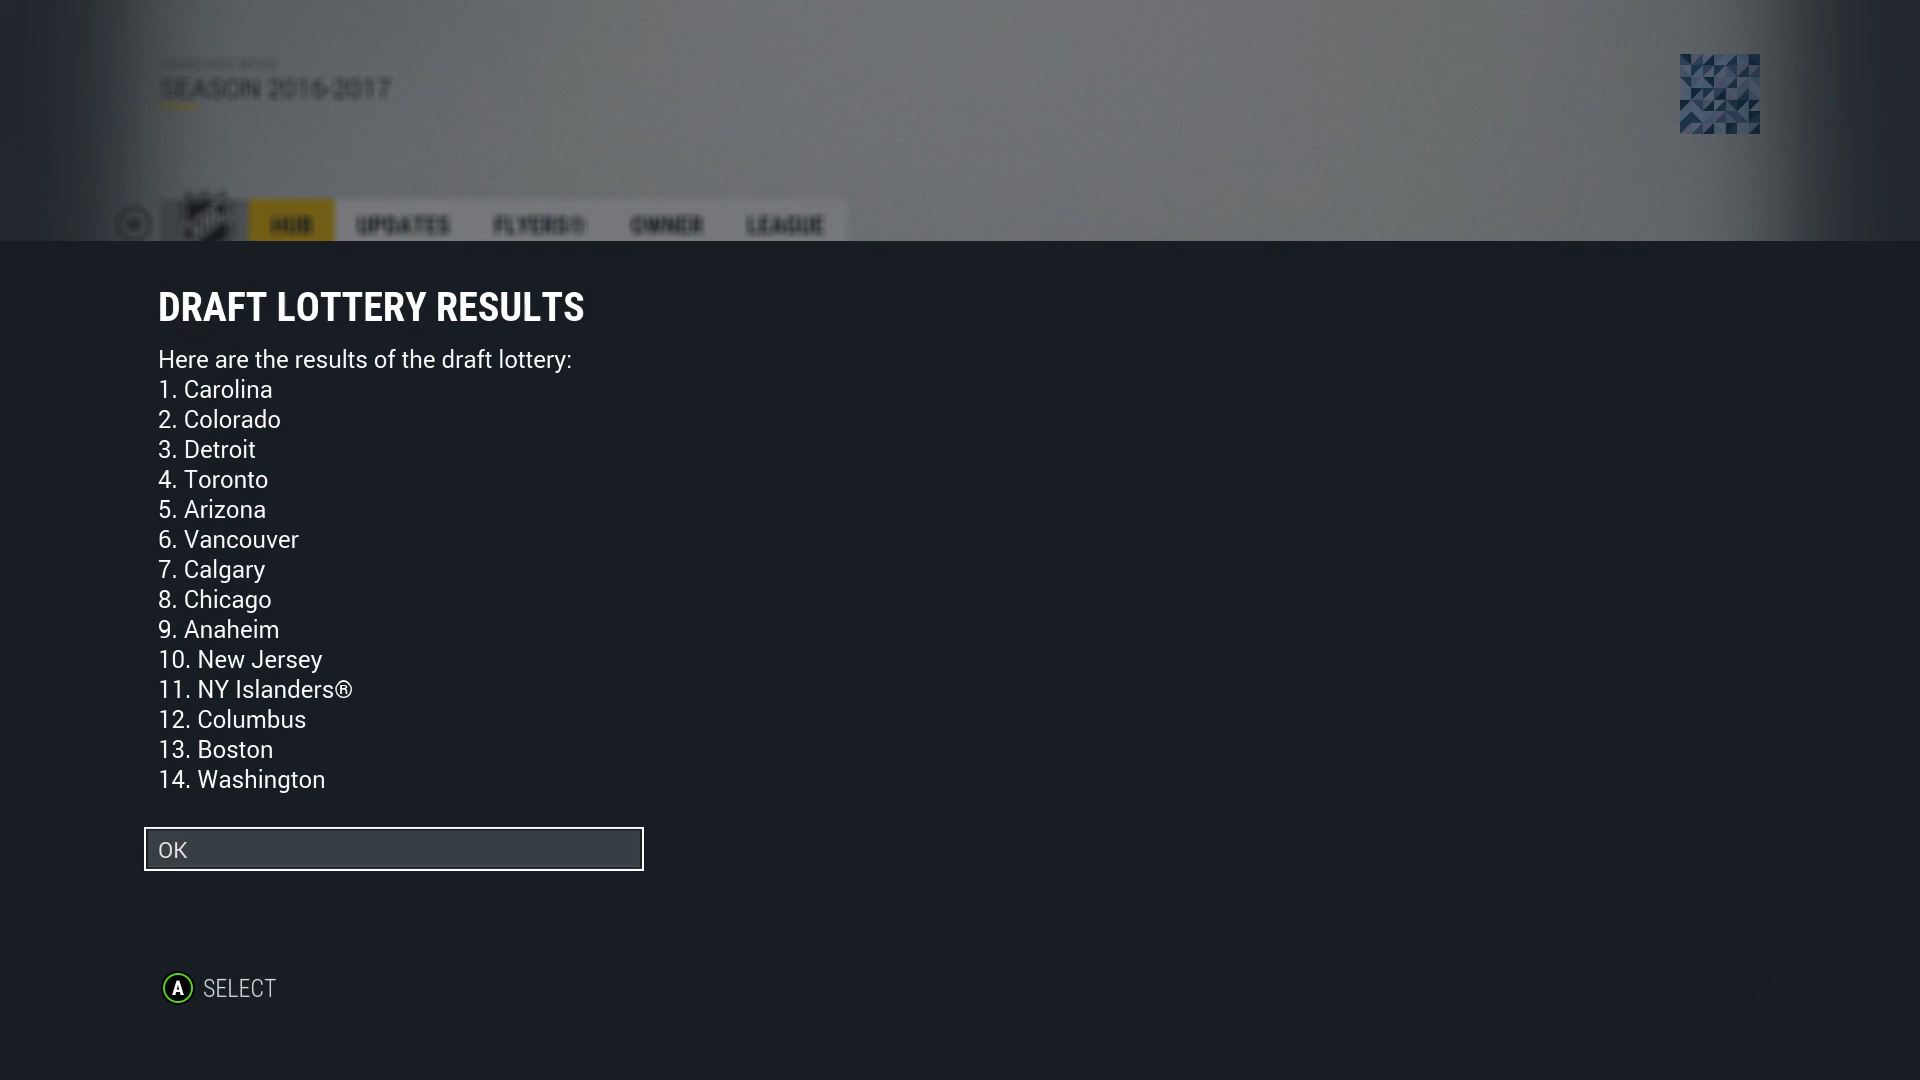 SEASON 2016-2017
HUB UPDATES FLYERS® OWNER LEAGUE
DRAFT LOTTERY RESULTS
Here are the results of the draft lottery:
1. Carolina
2. Colorado
3. Detroit
4. Toronto
5. Arizona
6. Vancouver
7. Calgary
8. Chicago
9. Anaheim
10. New Jersey
11. NY Islanders®
12. Columbus
13. Boston
14. Washington
OK
A SELECT